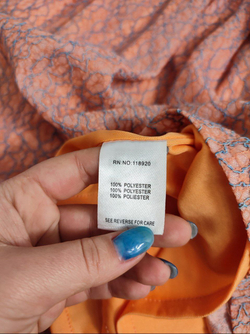 RN NO:118920
100% POLYESTER
100% POLYESTER
100% POLIESTER
SEE REVERSE FOR CARE